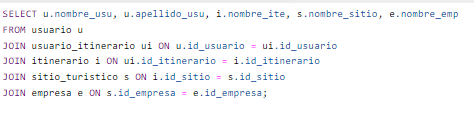 SELECT u.nombre_usu, u.apellido_usu, i.nombre_ite, s.nombre_sitio, e.nombre_emp
FROM usuario u
JOIN usuario_itinerario ui ON u.id_usuario = ui.id_usuario
JOIN itinerario i ON ui.id_itinerario = i.id_itinerario
JOIN sitio_turistico s ON i.id_sitio = s.id_sitio
JOIN empresa e ON s.id_empresa = e.id_empresa;